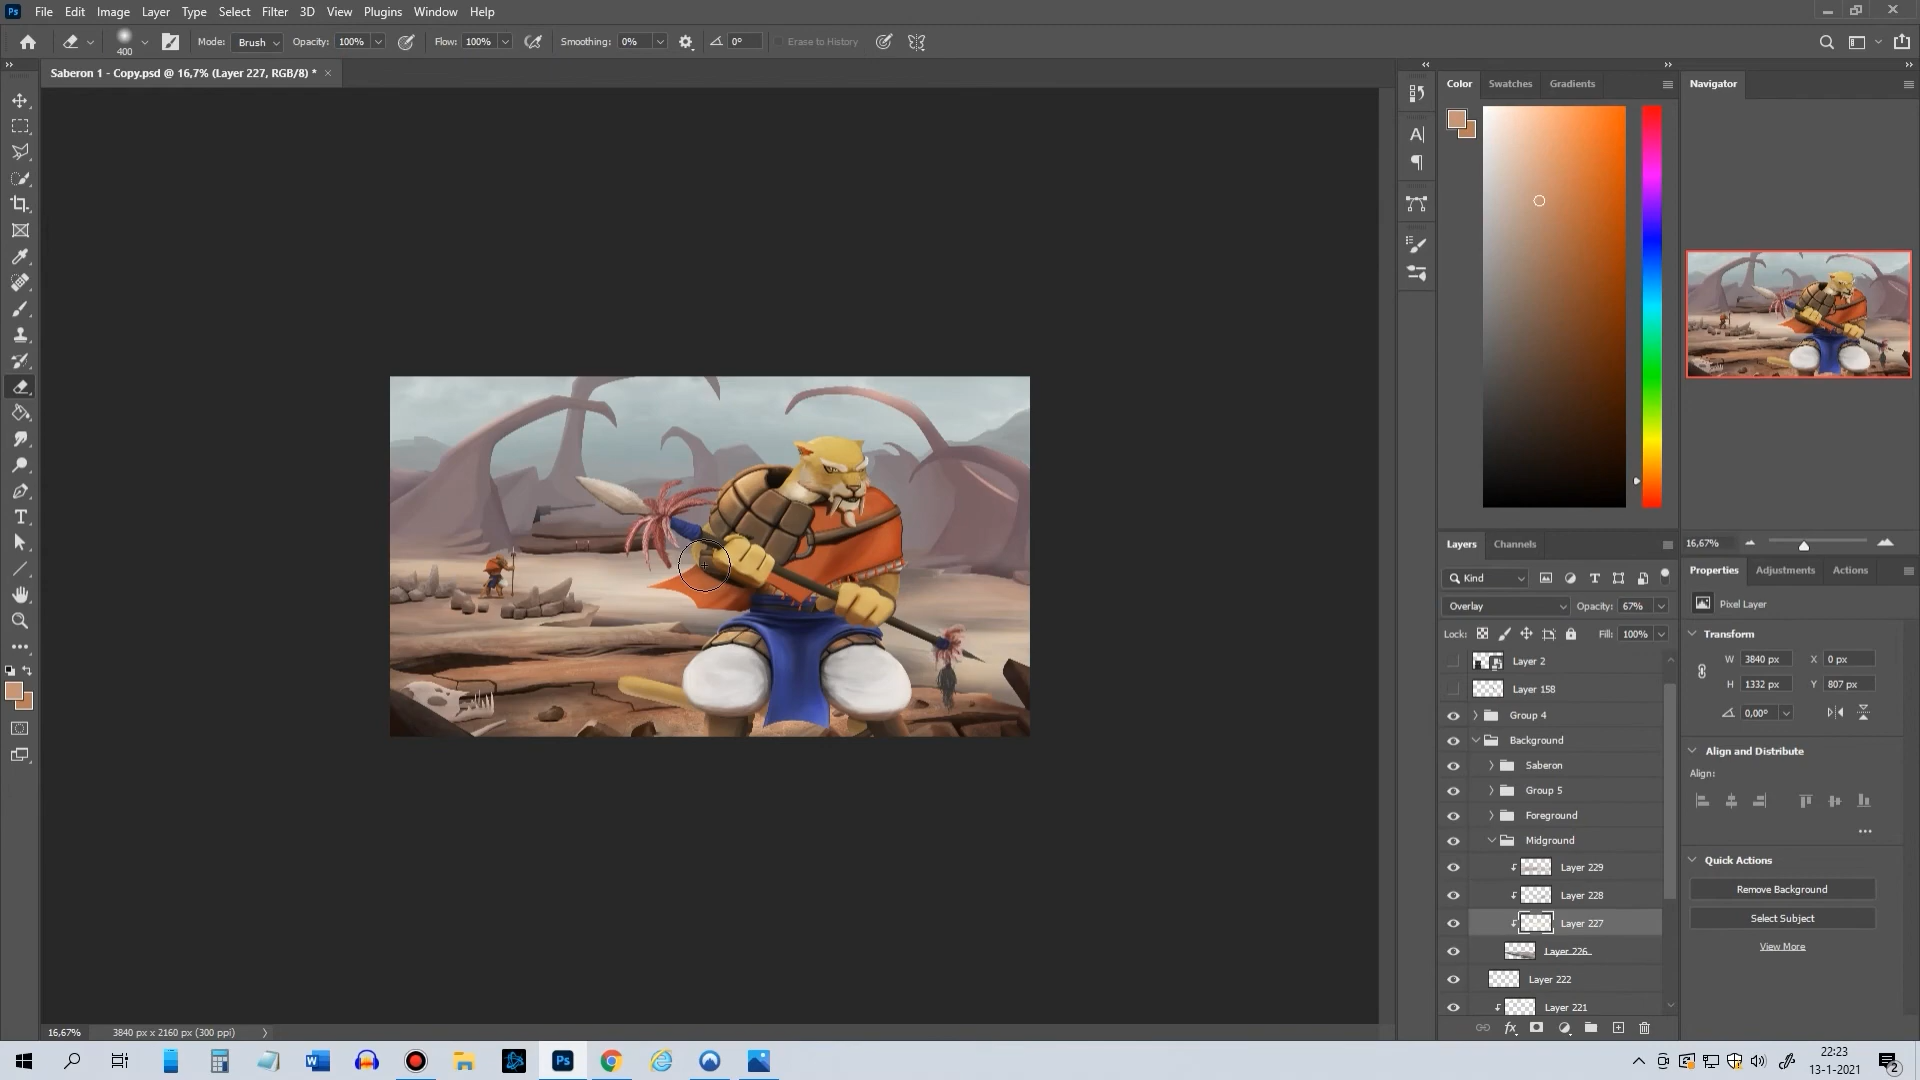 Ps File Edit Image Layer Type Select Filter 3D View Plugins Window Help
400 Mode: Brush Opacity: 100% Flow: 100% Smoothing: 0% 0° Erase to History
Saberon 1 - Copy.psd @ 16,7% (Layer 227, RGB/8) * ×
Color Swatches Gradients
Navigator
16,67%
Layers Channels
Kind
Overlay Opacity: 67%
Lock: Fill: 100%
Layer 2
Layer 158
Group 4
Background
Saberon
Group 5
Foreground
Midground
Layer 229
Layer 228
Layer 227
Layer 226
Layer 222
Layer 221
fx
Properties Adjustments Actions
Pixel Layer
Transform
W 3840 px X 0 px
H 1332 px Y 807 px
0,00°
Align and Distribute
Align:
Quick Actions
Remove Background
Select Subject
View More
16,67% 3840 px x 2160 px (300 ppi)
22:23
13-1-2021
2